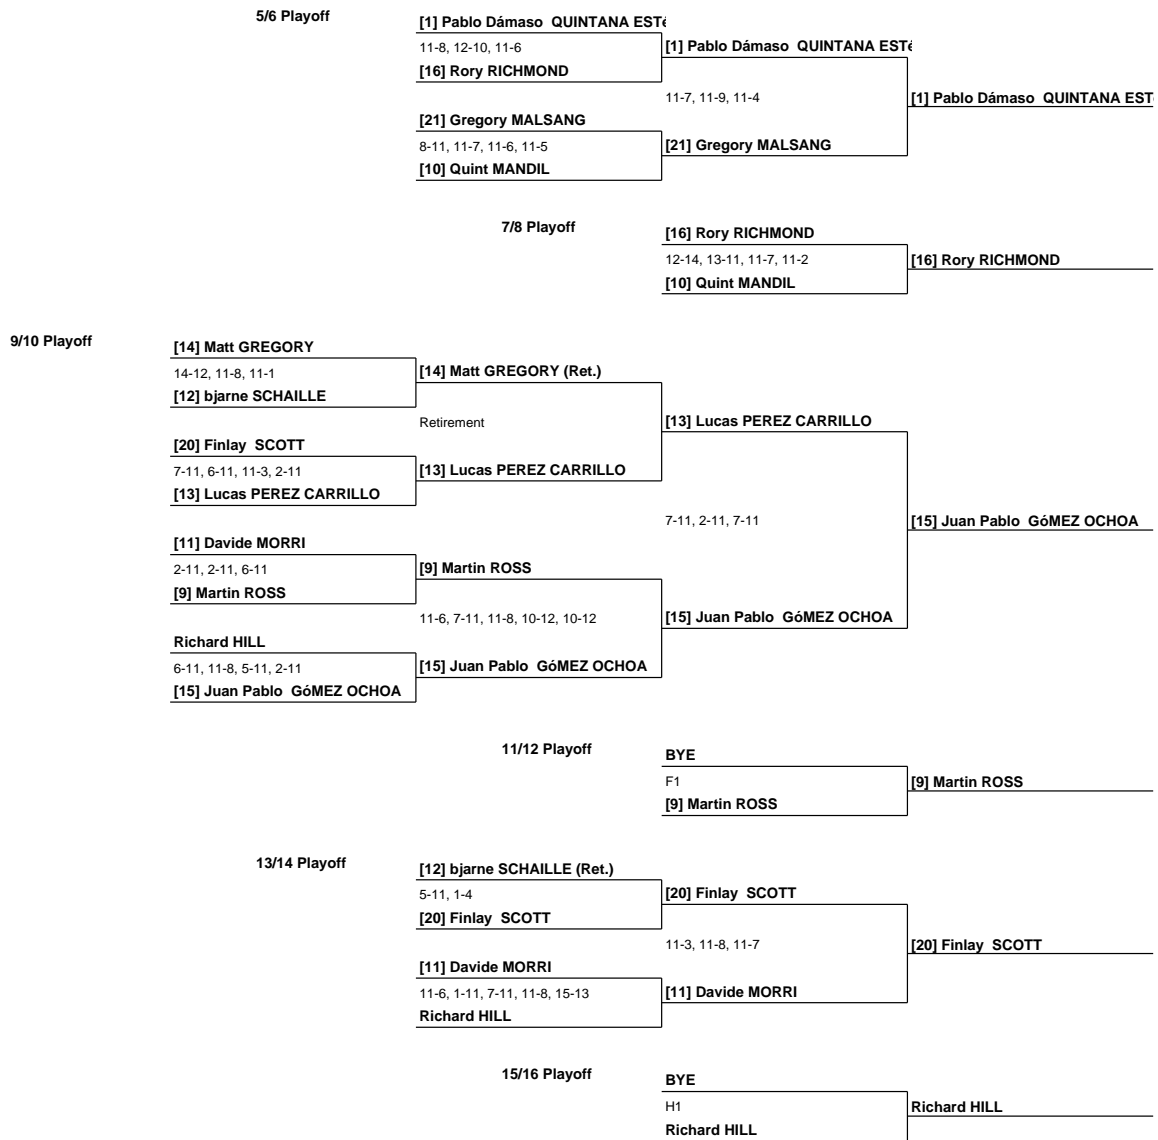 5/6 Playoff
[1] Pablo Dámaso QUINTANA ESTé
11-8, 12-10, 11-6
[16] Rory RICHMOND
[1] Pablo Dámaso QUINTANA ESTé
11-7, 11-9, 11-4
[1] Pablo Dámaso QUINTANA EST
[21] Gregory MALSANG
8-11, 11-7, 11-6, 11-5
[10] Quint MANDIL
[21] Gregory MALSANG
7/8 Playoff
[16] Rory RICHMOND
12-14, 13-11, 11-7, 11-2
[10] Quint MANDIL
[16] Rory RICHMOND
9/10 Playoff
[14] Matt GREGORY
14-12, 11-8, 11-1
[12] bjarne SCHAILLE
[14] Matt GREGORY (Ret.)
Retirement
[13] Lucas PEREZ CARRILLO
[20] Finlay SCOTT
7-11, 6-11, 11-3, 2-11
[13] Lucas PEREZ CARRILLO
[13] Lucas PEREZ CARRILLO
7-11, 2-11, 7-11
[15] Juan Pablo GóMEZ OCHOA
[11] Davide MORRI
2-11, 2-11, 6-11
[9] Martin ROSS
[9] Martin ROSS
11-6, 7-11, 11-8, 10-12, 10-12
[15] Juan Pablo GóMEZ OCHOA
Richard HILL
6-11, 11-8, 5-11, 2-11
[15] Juan Pablo GóMEZ OCHOA
[15] Juan Pablo GóMEZ OCHOA
11/12 Playoff
BYE
F1
[9] Martin ROSS
[9] Martin ROSS
13/14 Playoff
[12] bjarne SCHAILLE (Ret.)
5-11, 1-4
[20] Finlay SCOTT
[20] Finlay SCOTT
11-3, 11-8, 11-7
[20] Finlay SCOTT
[11] Davide MORRI
11-6, 1-11, 7-11, 11-8, 15-13
Richard HILL
[11] Davide MORRI
15/16 Playoff
BYE
H1
Richard HILL
Richard HILL